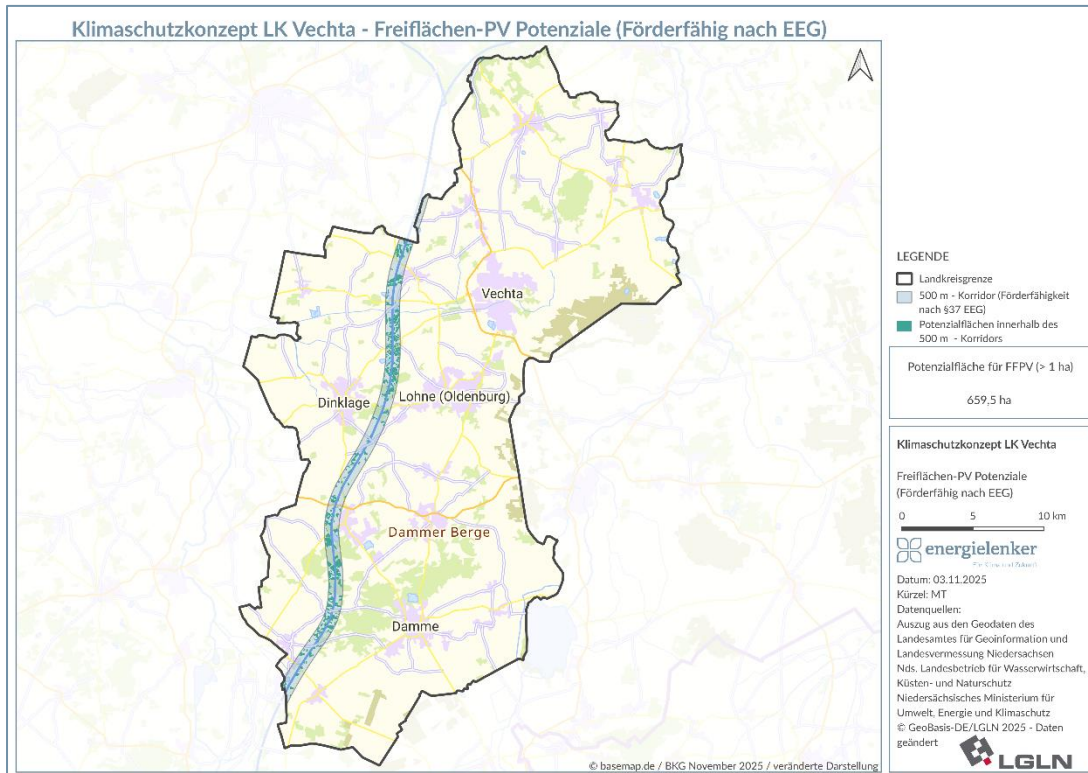 Klimaschutzkonzept LK Vechta - Freiflächen-PV Potenziale (Förderfähig nach EEG)
Vechta
Dinklage
Lohne (Oldenburg)
Dammer Berge
Damme
© basemap.de / BKG November 2025 / veränderte Darstellung
LEGENDE
Landkreisgrenze
500 m - Korridor (Förderfähigkeit
nach §37 EEG)
Potenzialflächen innerhalb des
500 m - Korridors
Potenzialfläche für FFPV (> 1 ha)
659,5 ha
Klimaschutzkonzept LK Vechta
Freiflächen-PV Potenziale
(Förderfähig nach EEG)
0 5 10 km
energielenker
Datum: 03.11.2025
Kürzel: MT
Datenquellen:
Auszug aus den Geodaten des
Landesamtes für Geoinformation und
Landesvermessung Niedersachsen
Nds. Landesbetrieb für Wasserwirtschaft,
Küsten- und Naturschutz
Niedersächsisches Ministerium für
Umwelt, Energie und Klimaschutz
© GeoBasis-DE/LGLN 2025 - Daten
geändert
LGLN